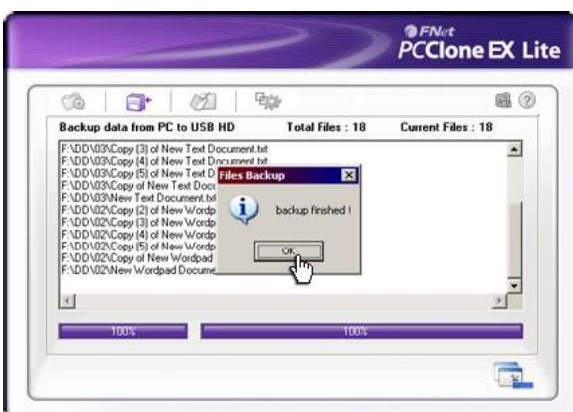 FNet
PCClone EX Lite
Backup data from PC to USB HD Total Files : 18 Current Files : 18
F:\DD\03\Copy (3) of New Text Document.txt
F:\DD\03\Copy (4) of New Text Document.txt
F:\DD\03\Copy (5) of New Text D
F:\DD\03\Copy of New Text Docu
F:\DD\03\New Text Document.txt
F:\DD\02\Copy (2) of New Wordp
F:\DD\02\Copy (3) of New Wordp
F:\DD\02\Copy (4) of New Wordp
F:\DD\02\Copy (5) of New Wordp
F:\DD\02\Copy of New Wordpad
F:\DD\02\New Wordpad Docume
Files Backup
backup finished !
OK
100% 100%